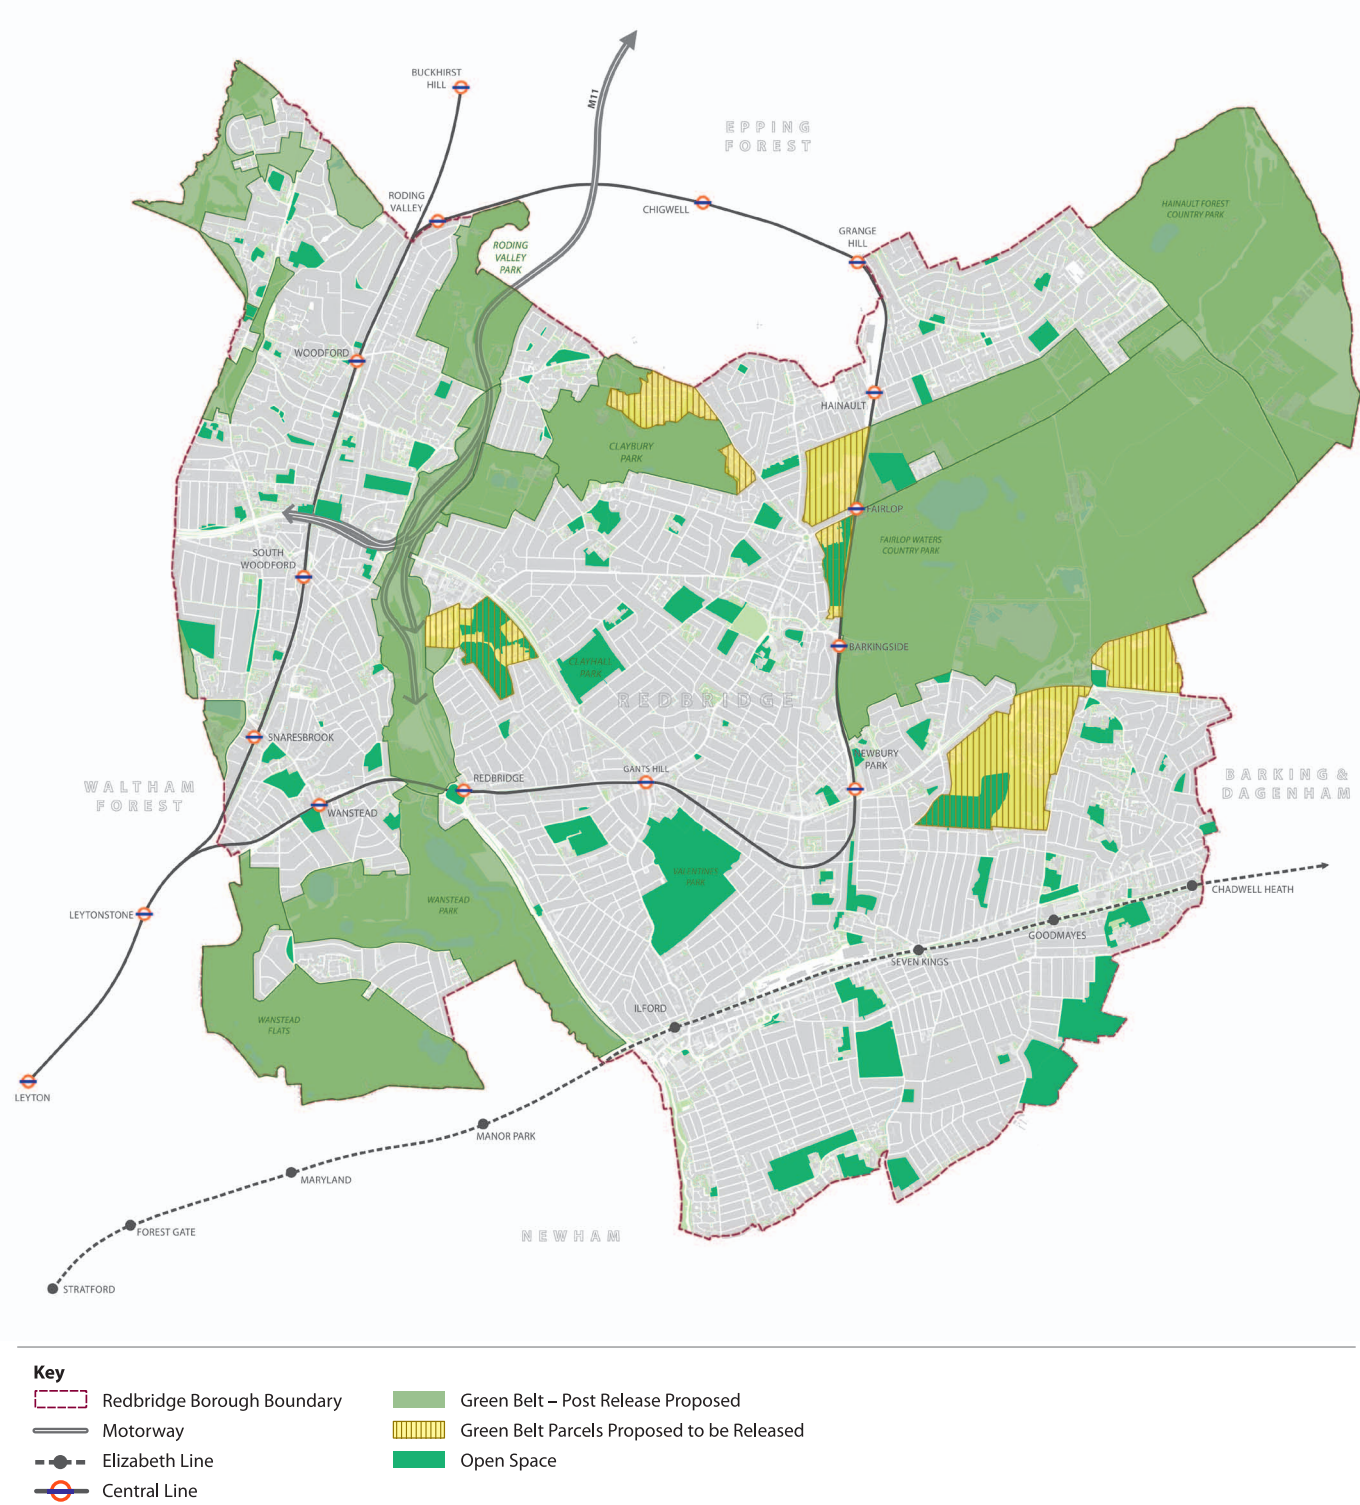 BUCKHIRST
HILL
M11
EPPING
FOREST
RODING
VALLEY
CHIGWELL
HAINAULT FOREST
COUNTRY PARK
GRANGE
HILL
RODING
VALLEY
PARK
WOODFORD
HAINAULT
CLAYBURY
PARK
FAIRLOP
FAIRLOP WATERS
COUNTRY PARK
SOUTH
WOODFORD
BARKINGSIDE
CLAYHALL
PARK
REDBRIDGE
SNARESBROOK
NEWBURY
PARK
GANTS HILL
REDBRIDGE
WALTHAM
FOREST
BARKING &
DAGENHAM
WANSTEAD
VALENTINES
PARK
CHADWELL HEATH
WANSTEAD
PARK
LEYTONSTONE
GOODMAYES
SEVEN KINGS
ILFORD
WANSTEAD
FLATS
LEYTON
MANOR PARK
MARYLAND
FOREST GATE
NEWHAM
STRATFORD
Key
Redbridge Borough Boundary
Motorway
Elizabeth Line
Central Line
Green Belt – Post Release Proposed
Green Belt Parcels Proposed to be Released
Open Space